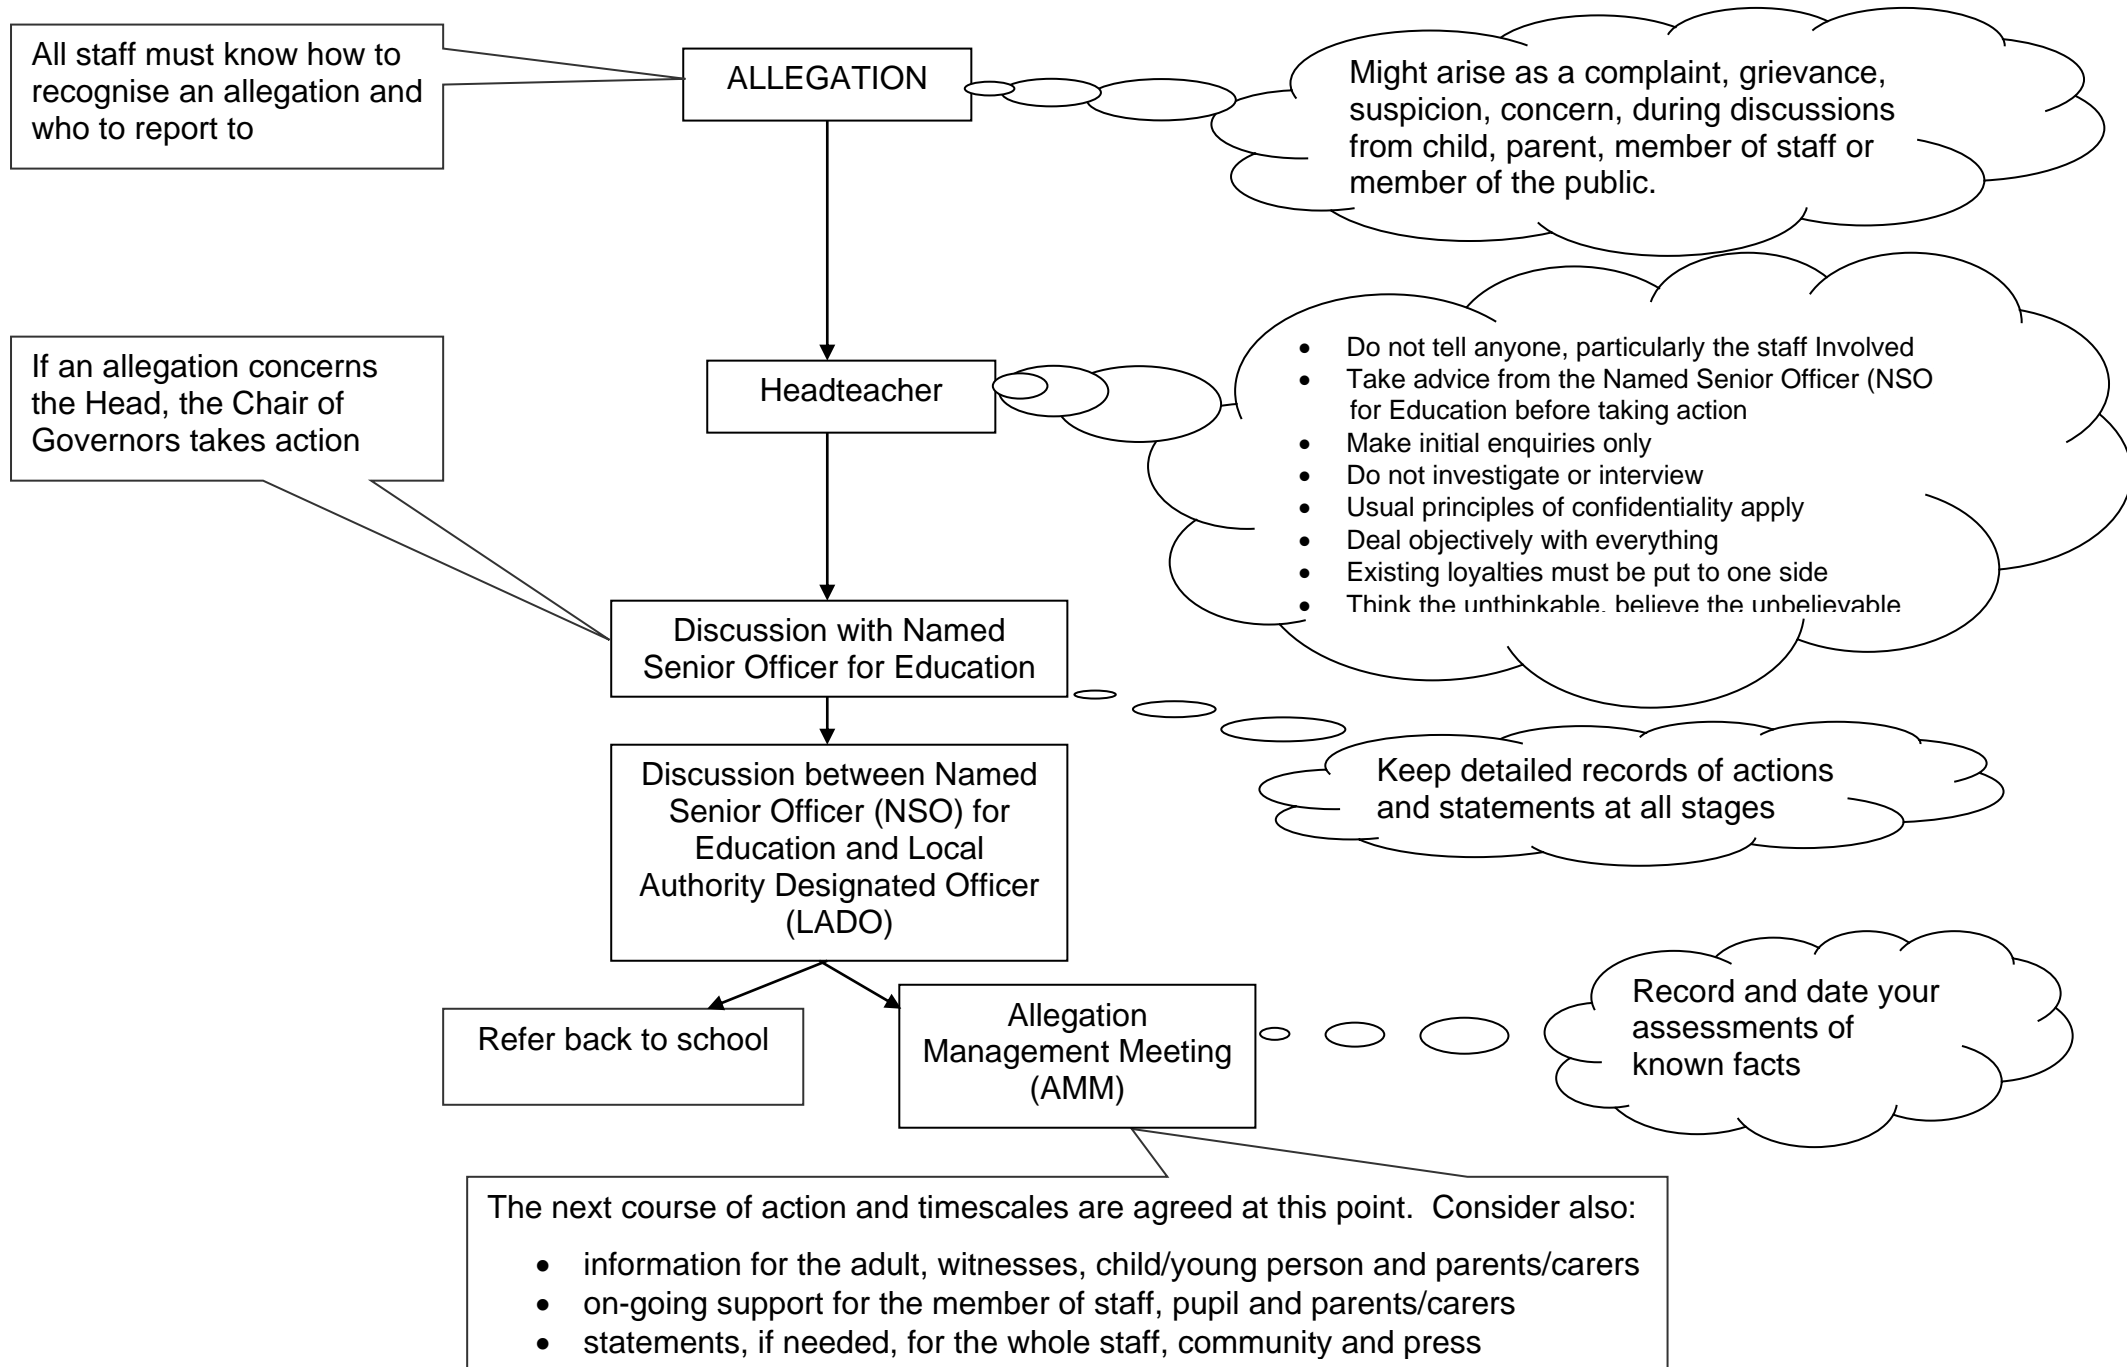 All staff must know how to
recognise an allegation and
who to report to
ALLEGATION
Might arise as a complaint, grievance,
suspicion, concern, during discussions
from child, parent, member of staff or
member of the public.
If an allegation concerns
the Head, the Chair of
Governors takes action
Headteacher
• Do not tell anyone, particularly the staff Involved
• Take advice from the Named Senior Officer (NSO
for Education before taking action
• Make initial enquiries only
• Do not investigate or interview
• Usual principles of confidentiality apply
• Deal objectively with everything
• Existing loyalties must be put to one side
• Think the unthinkable, believe the unbelievable
Discussion with Named
Senior Officer for Education
Discussion between Named
Senior Officer (NSO) for
Education and Local
Authority Designated Officer
(LADO)
Keep detailed records of actions
and statements at all stages
Refer back to school
Allegation
Management Meeting
(AMM)
Record and date your
assessments of
known facts
The next course of action and timescales are agreed at this point.  Consider also:
• information for the adult, witnesses, child/young person and parents/carers
• on-going support for the member of staff, pupil and parents/carers
• statements, if needed, for the whole staff, community and press